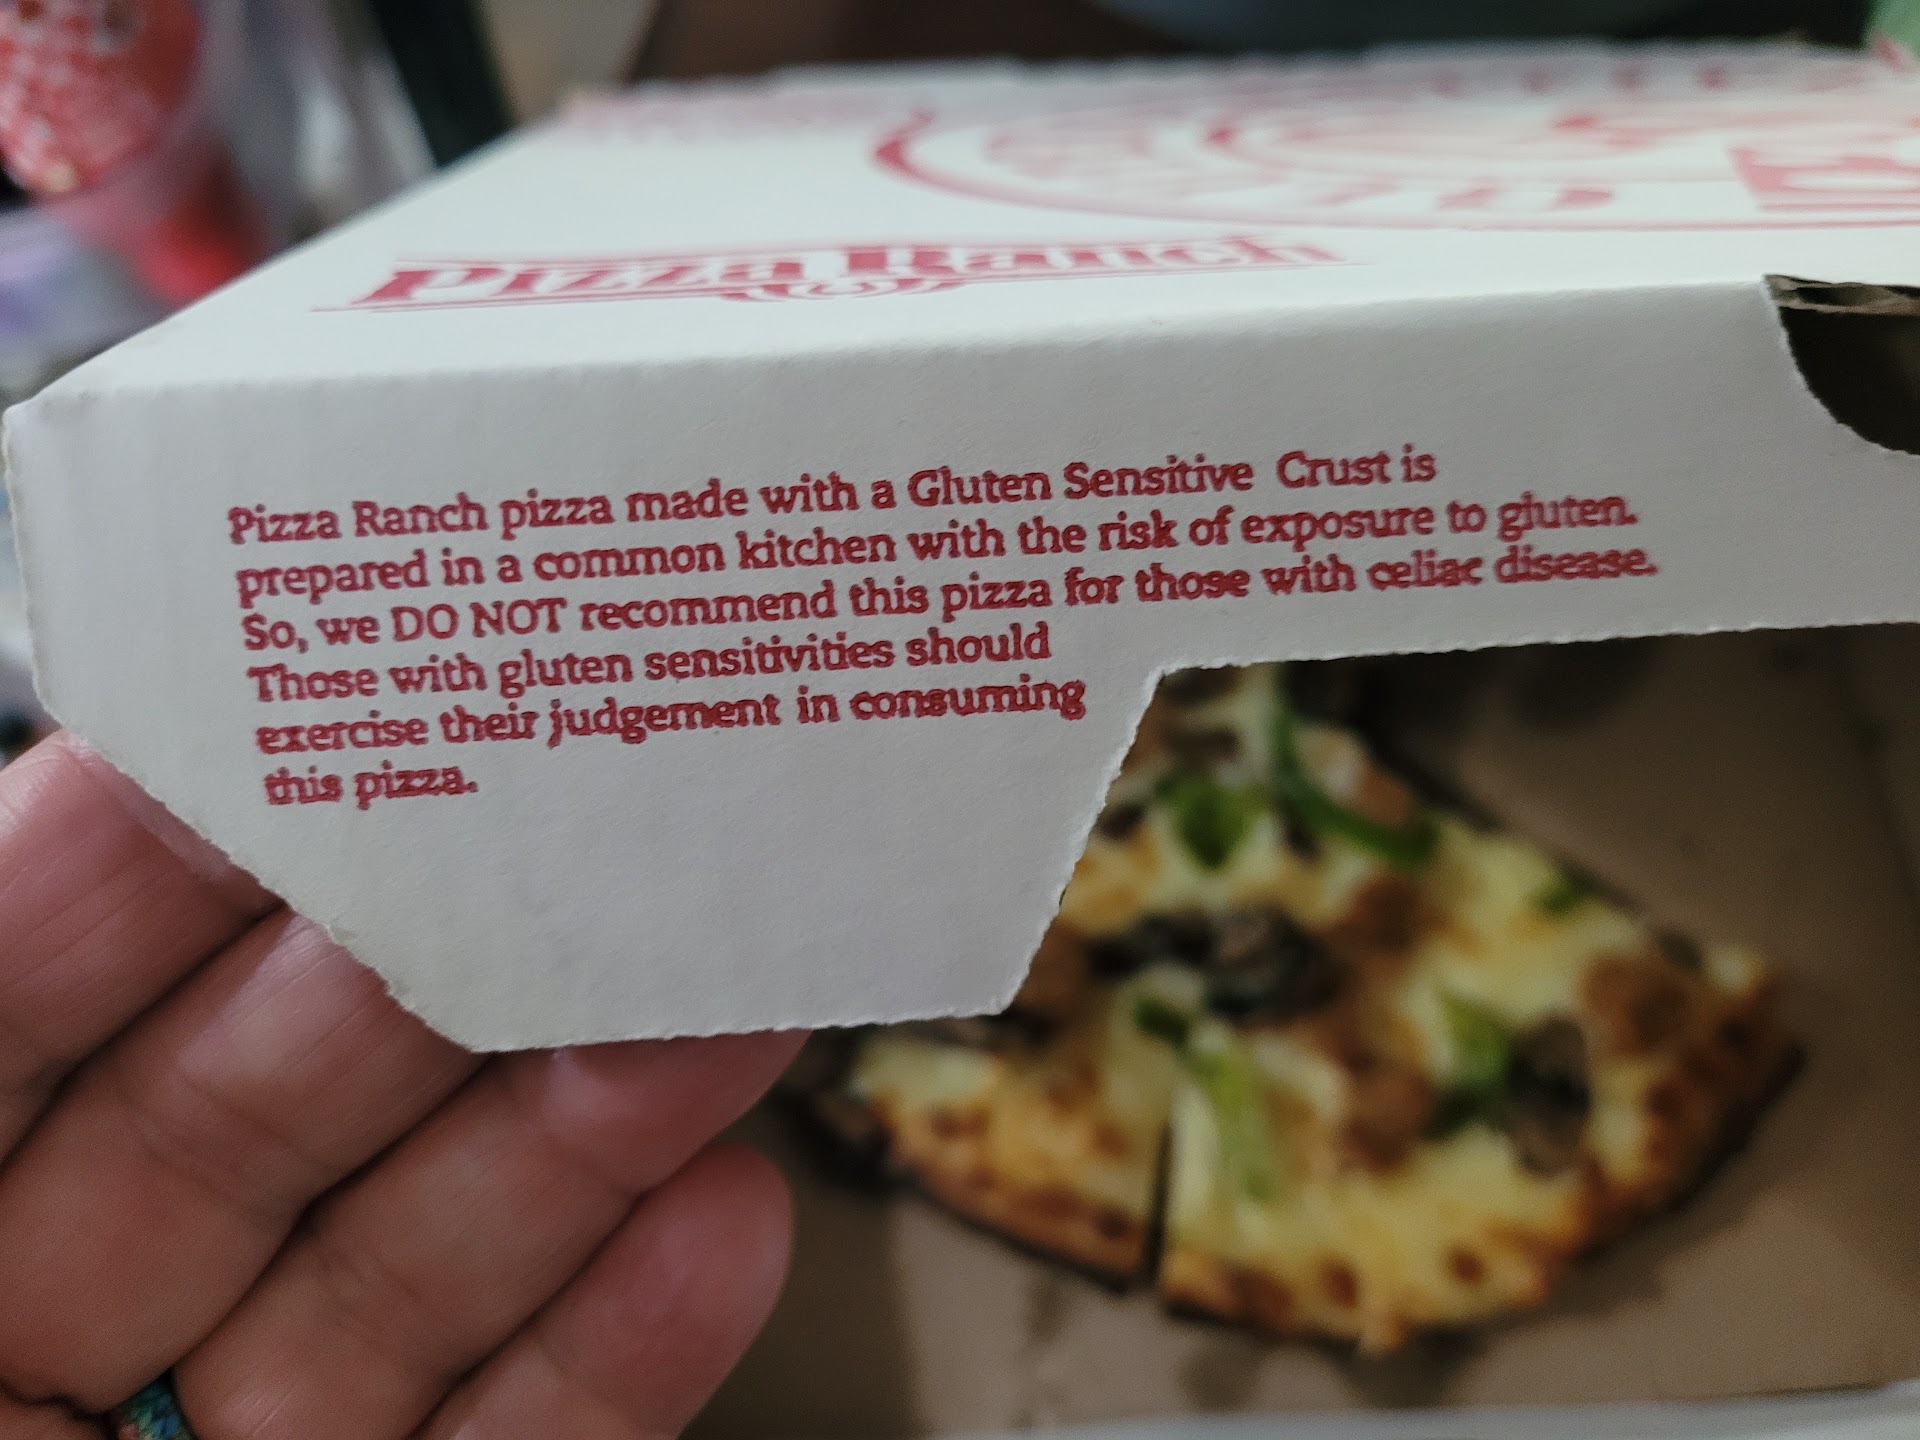 Pizza Ranch
Pizza Ranch pizza made with a Gluten Sensitive Crust is
prepared in a common kitchen with the risk of exposure to gluten.
So, we DO NOT recommend this pizza for those with celiac disease.
Those with gluten sensitivities should
exercise their judgement in consuming
this pizza.